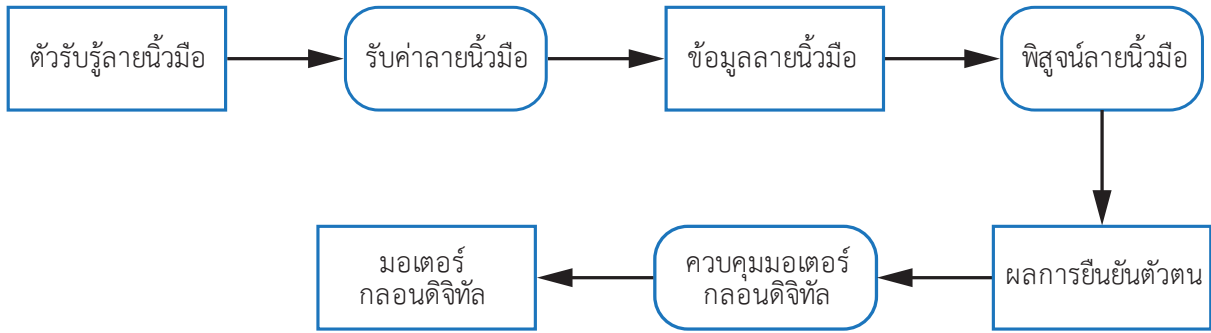 ตัวรับรู้ลายนิ้วมือ
รับค่าลายนิ้วมือ
ข้อมูลลายนิ้วมือ
พิสูจน์ลายนิ้วมือ
ผลการยืนยันตัวตน
ควบคุมมอเตอร์
กลอนดิจิทัล
มอเตอร์
กลอนดิจิทัล